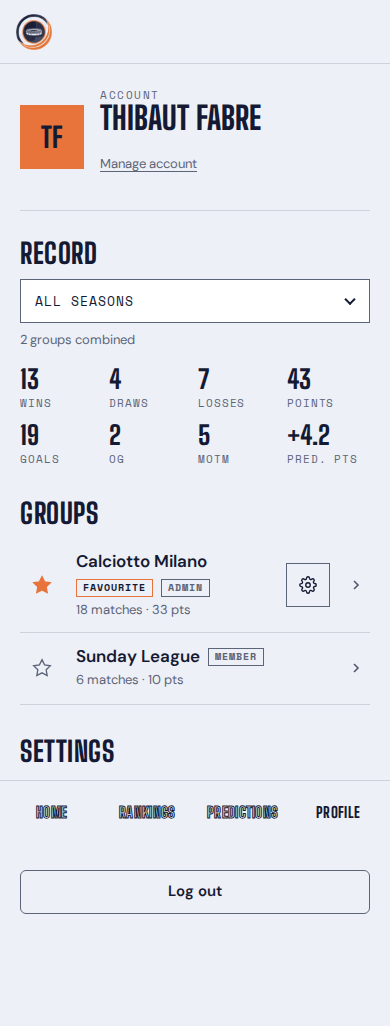 ACCOUNT
TF
THIBAUT FABRE
Manage account
RECORD
ALL SEASONS
2 groups combined
13 4 7 43
WINS DRAWS LOSSES POINTS
19 2 5 +4.2
GOALS OG MOTM PRED. PTS
GROUPS
Calciotto Milano
FAVOURITE ADMIN
18 matches · 33 pts
Sunday League MEMBER
6 matches · 10 pts
SETTINGS
HOME RANKINGS PREDICTIONS PROFILE
Log out